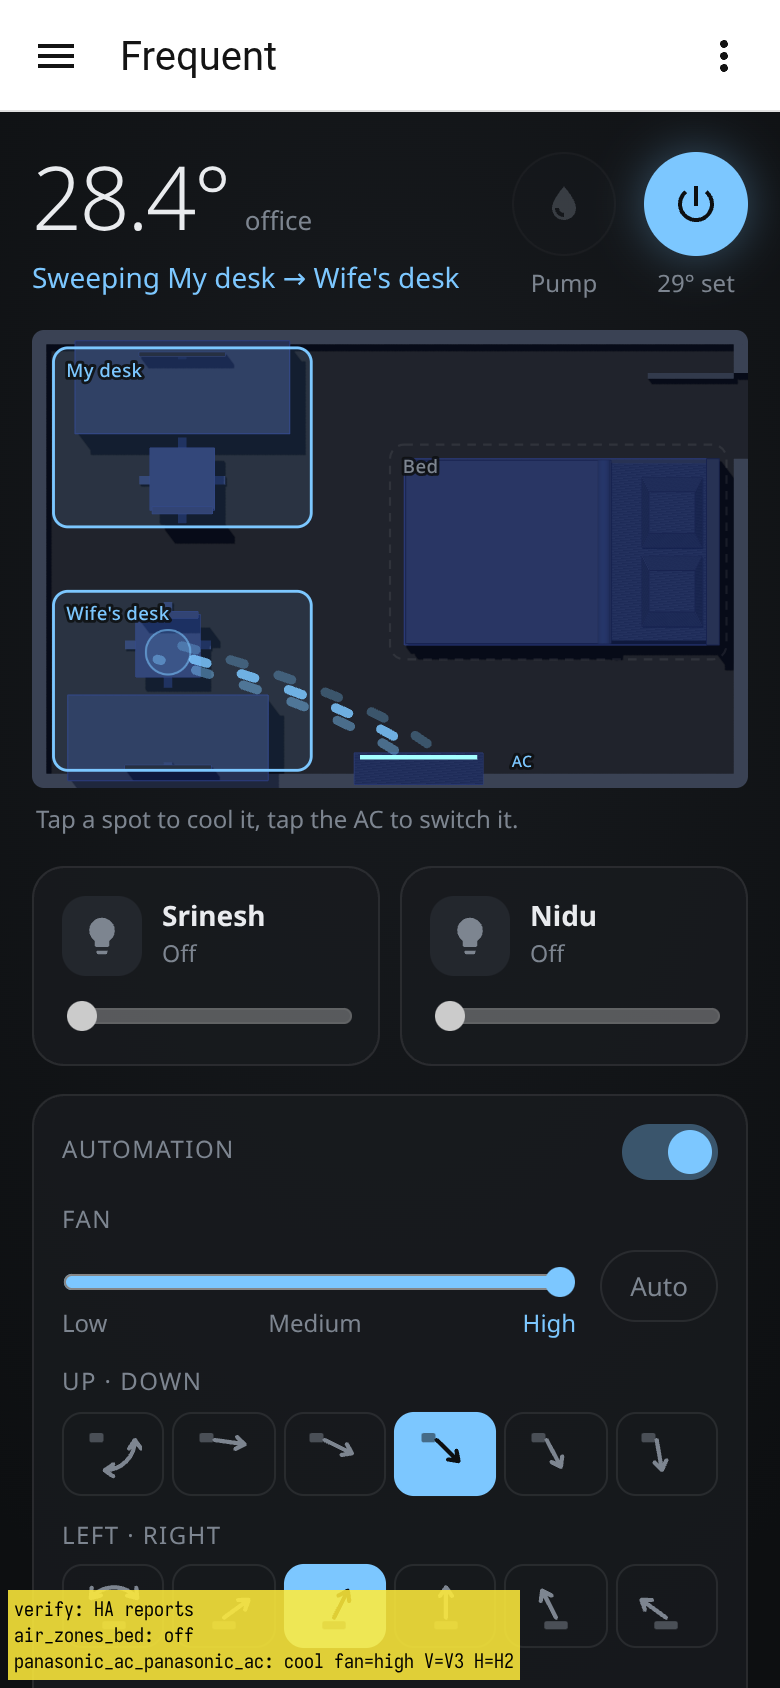 Frequent
28.4° office
Sweeping My desk → Wife's desk
Pump
29° set
My desk
Bed
Wife's desk
AC
Tap a spot to cool it, tap the AC to switch it.
Srinesh
Off
Nidu
Off
AUTOMATION
FAN
Auto
Low Medium High
UP · DOWN
LEFT · RIGHT
verify: HA reports
air_zones_bed: off
panasonic_ac_panasonic_ac: cool fan=high V=V3 H=H2